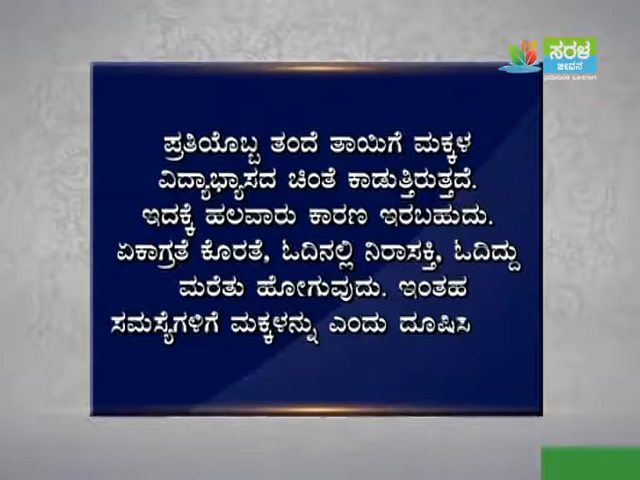 ಸರಳ
ಜೀವನ
ಪ್ರತಿಯೊಬ್ಬ ತಂದೆ ತಾಯಿಗೆ ಮಕ್ಕಳ
ವಿದ್ಯಾಭ್ಯಾಸದ ಚಿಂತೆ ಕಾಡುತ್ತಿರುತ್ತದೆ.
ಇದಕ್ಕೆ ಹಲವಾರು ಕಾರಣ ಇರಬಹುದು.
ಏಕಾಗ್ರತೆ ಕೊರತೆ, ಓದಿನಲ್ಲಿ ನಿರಾಸಕ್ತಿ, ಓದಿದ್ದು
ಮರೆತು ಹೋಗುವುದು. ಇಂತಹ
ಸಮಸ್ಯೆಗಳಿಗೆ ಮಕ್ಕಳನ್ನು ಎಂದು ದೂಷಿಸಿ